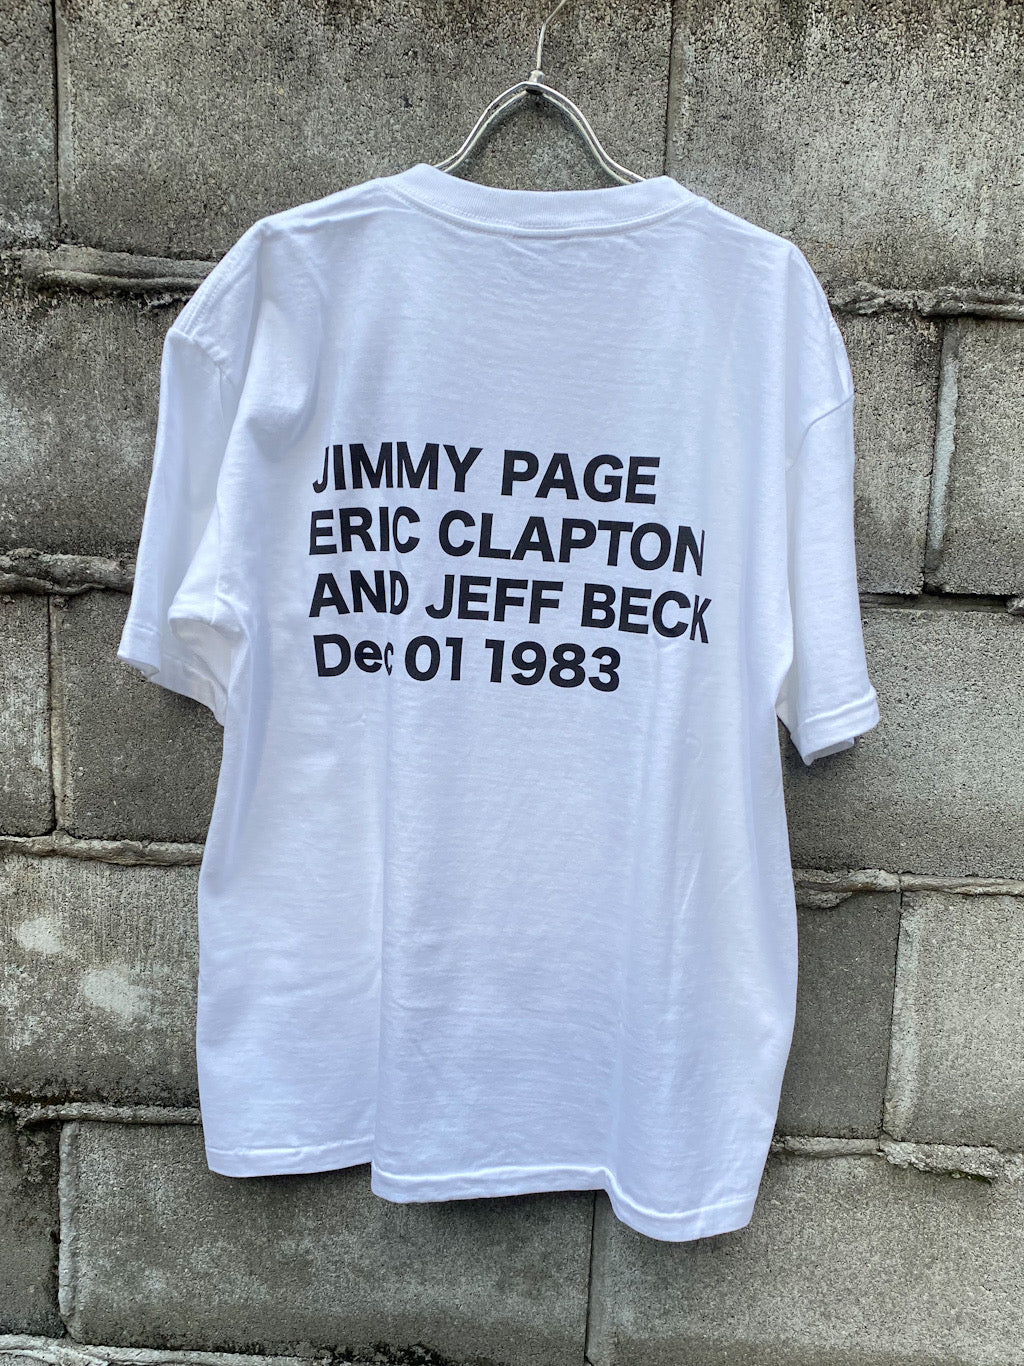 JIMMY PAGE
ERIC CLAPTON
AND JEFF BECK
Dec 01 1983